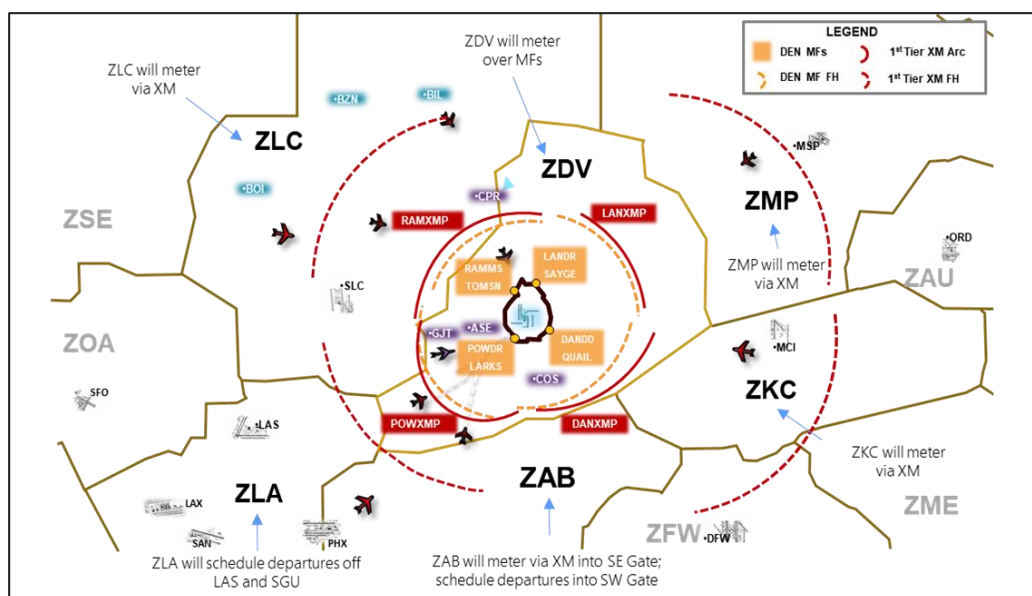 LEGEND
DEN MFs
1st Tier XM Arc
DEN MF FH
1st Tier XM FH
ZLC will meter
via XM
ZDV will meter
over MFs
•BZN
•BIL
ZLC
ZDV
•MSP
•BOI
•CPR
ZMP
ZSE
RAMXMP
LANXMP
•ORD
ZAU
ZMP will meter
via XM
•SLC
RAMMS
TOMSN
LANDR
SAYGE
ZOA
•GJT
•ASE
POWDR
LARKS
DANDD
QUAIL
•MCI
•COS
ZKC
SFO
•LAS
POWXMP
DANXMP
ZKC will meter
via XM
ZLA
ZAB
ZME
LAX
SAN
PHX
ZFW
•DFW
ZLA will schedule departures off
LAS and SGU
ZAB will meter via XM into SE Gate;
schedule departures into SW Gate